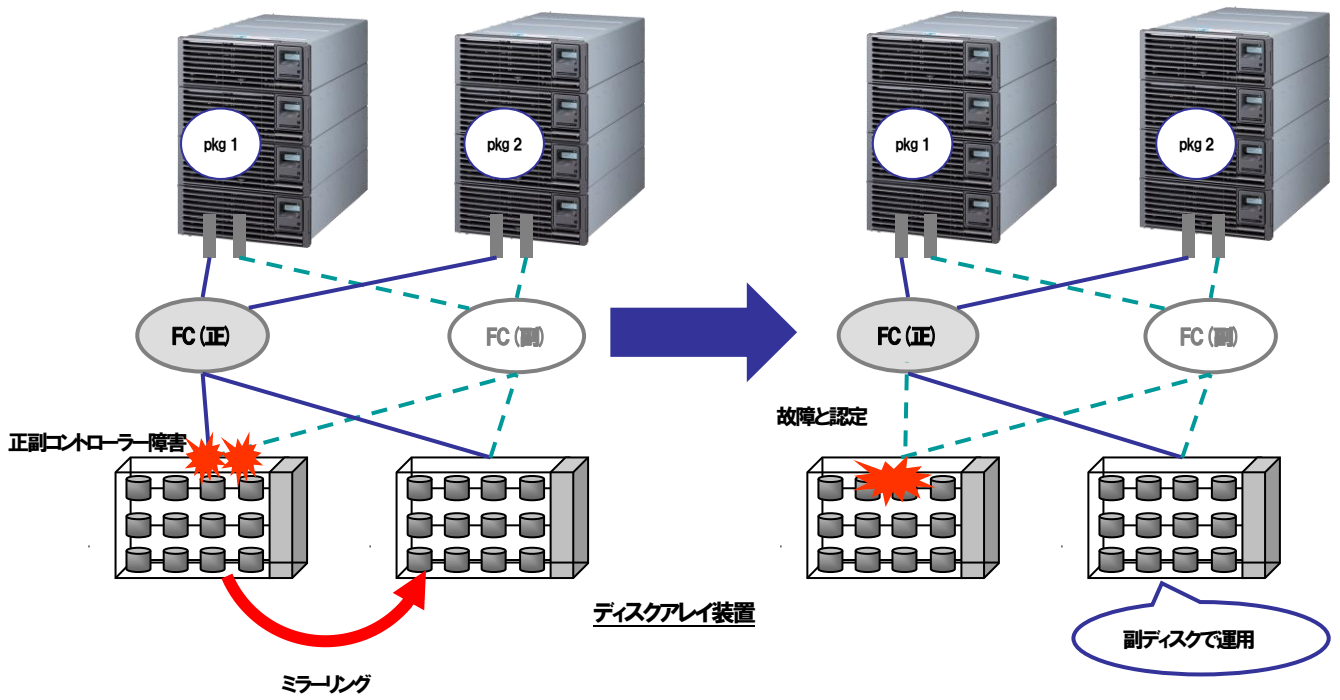 pkg 1
pkg 2
pkg 1
pkg 2
FC (正)
FC (副)
FC (正)
FC (副)
正副コントローラー障害
故障と認定
ディスクアレイ装置
副ディスクで運用
ミラーリング